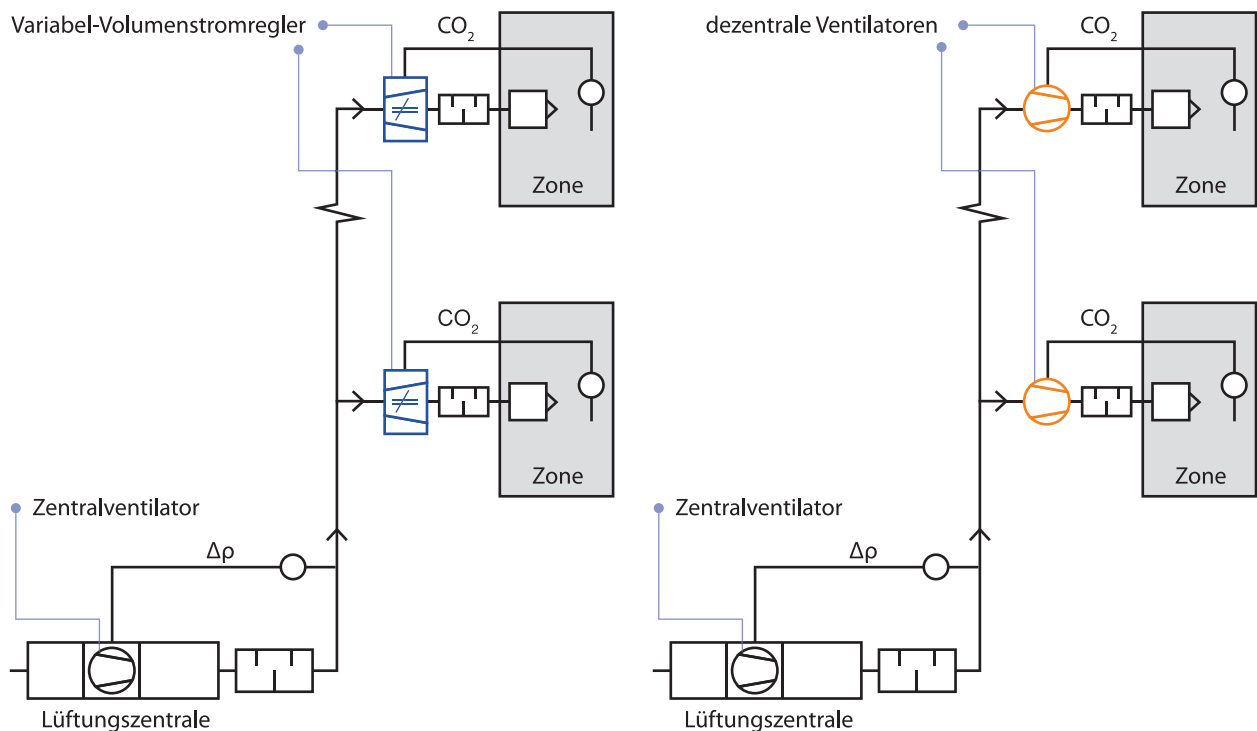 Variabel-Volumenstromregler
CO₂
Zone
CO₂
Zone
Zentralventilator
Δρ
Lüftungszentrale
dezentrale Ventilatoren
CO₂
Zone
CO₂
Zone
Zentralventilator
Δρ
Lüftungszentrale